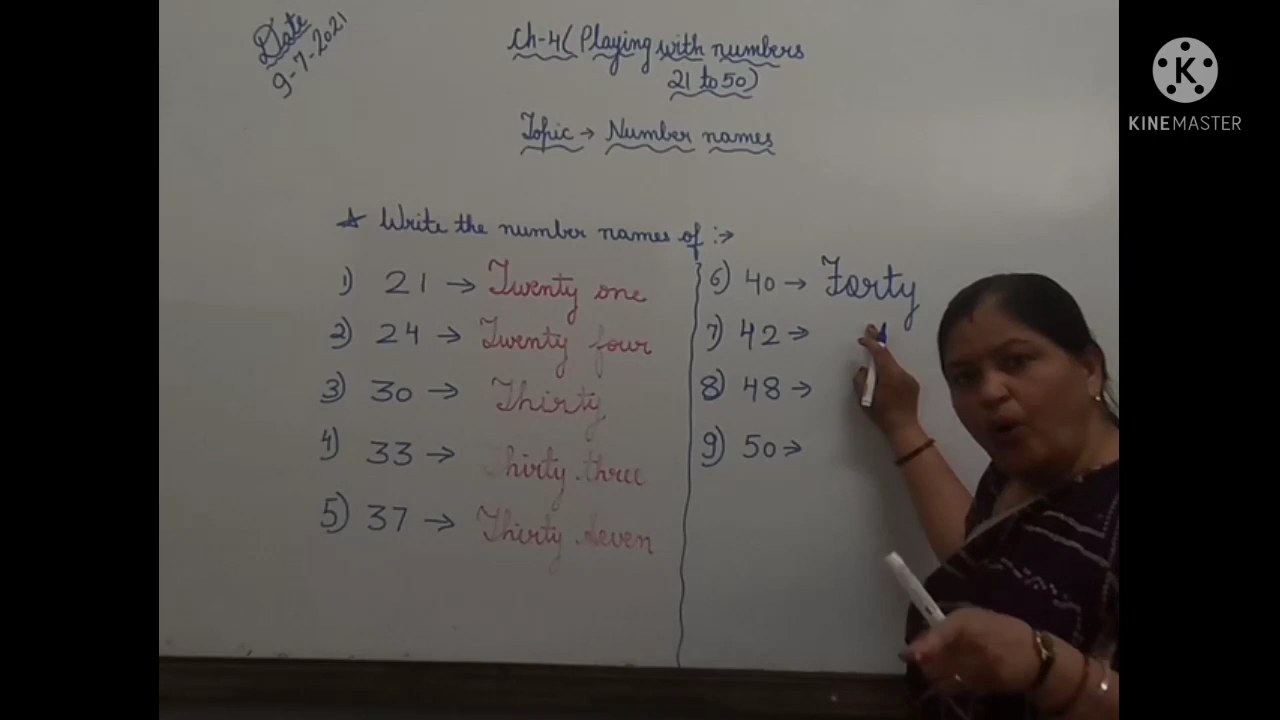 Date
9-7-2021
Ch-4( Playing with numbers
21 to 50)
Topic → Number names
☆ Write the number names of :→
1) 21 → Twenty one
2) 24 → Twenty four
3) 30 → Thirty
4) 33 → Thirty three
5) 37 → Thirty seven
6) 40 → Forty
7) 42 →
8) 48 →
9) 50 →
K
KINEMASTER